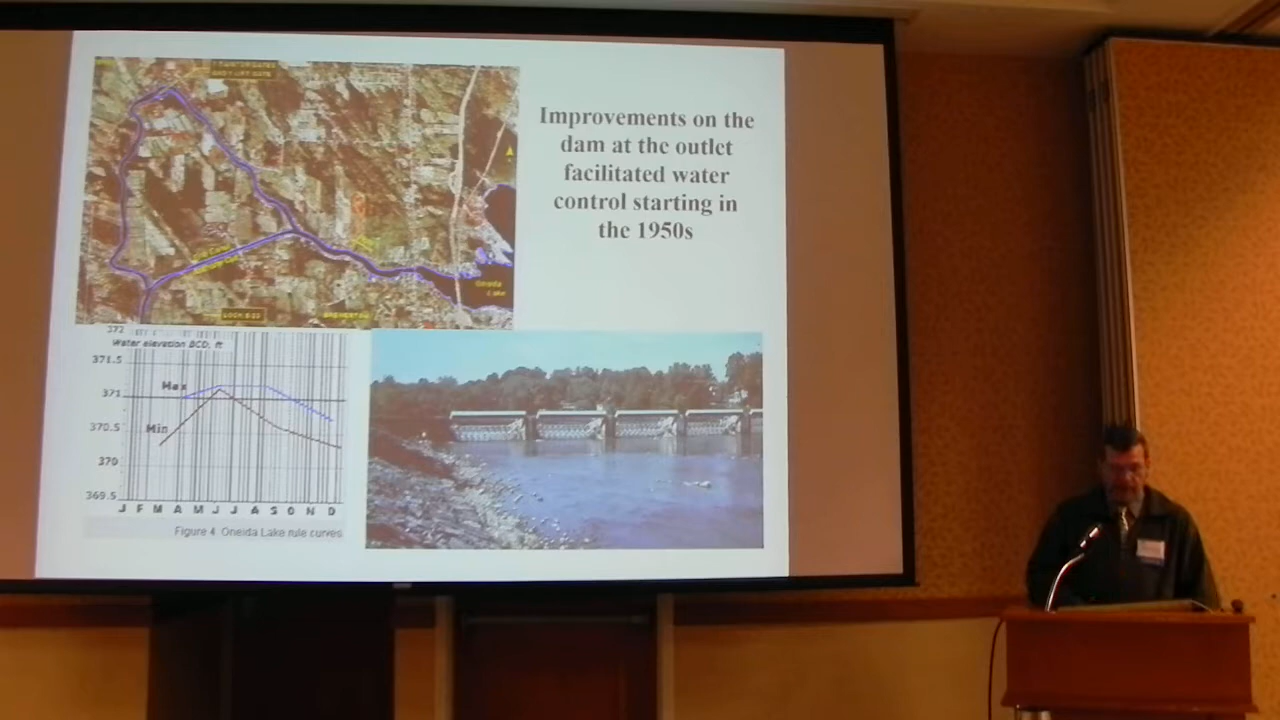 Improvements on the
dam at the outlet
facilitated water
control starting in
the 1950s
Oneida
Lake
BREWERTON
372
Water elevation BCD, ft
371.5
Max
371
Min
370.5
370
369.5
J F M A M J J A S O N D
Figure 4. Oneida Lake rule curves